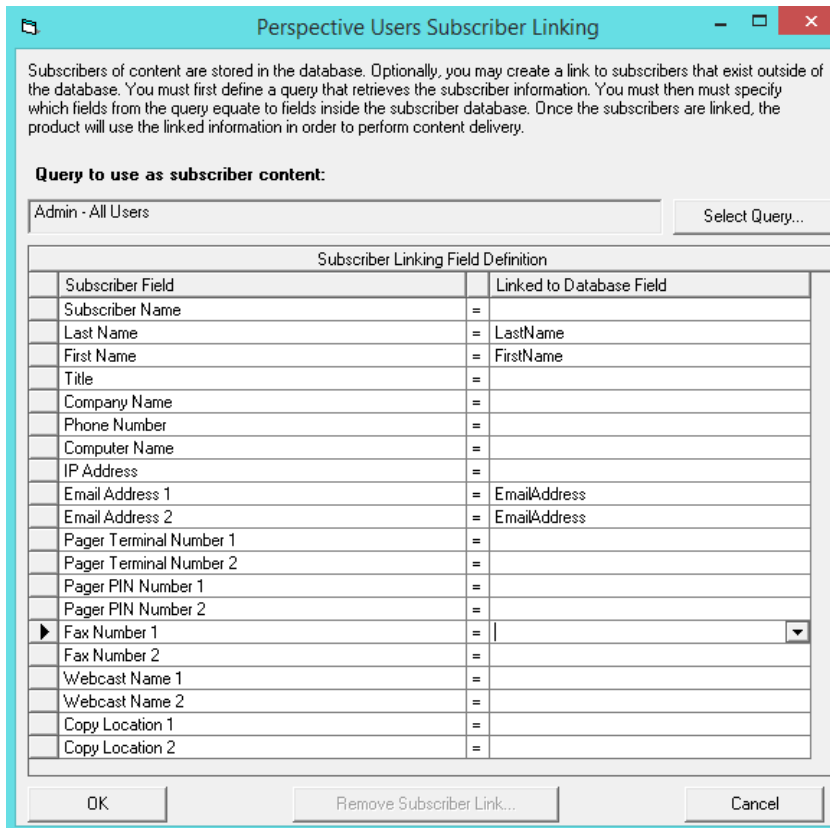 Perspective Users Subscriber Linking
Subscribers of content are stored in the database. Optionally, you may create a link to subscribers that exist outside of
the database. You must first define a query that retrieves the subscriber information. You must then must specify
which fields from the query equate to fields inside the subscriber database. Once the subscribers are linked, the
product will use the linked information in order to perform content delivery.
Query to use as subscriber content:
Admin - All Users
Select Query...
Subscriber Linking Field Definition
Subscriber Field Linked to Database Field
Subscriber Name =
Last Name = LastName
First Name = FirstName
Title =
Company Name =
Phone Number =
Computer Name =
IP Address =
Email Address 1 = EmailAddress
Email Address 2 = EmailAddress
Pager Terminal Number 1 =
Pager Terminal Number 2 =
Pager PIN Number 1 =
Pager PIN Number 2 =
Fax Number 1 =
Fax Number 2 =
Webcast Name 1 =
Webcast Name 2 =
Copy Location 1 =
Copy Location 2 =
OK Remove Subscriber Link... Cancel